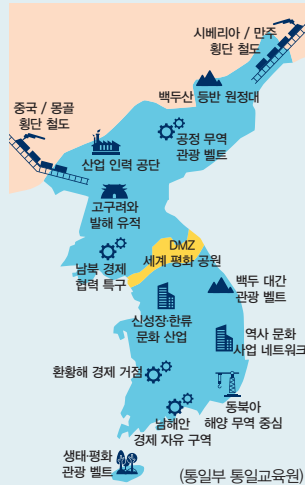 시베리아 / 만주
횡단 철도
백두산 등반 원정대
중국 / 몽골
횡단 철도
공정 무역
관광 벨트
산업 인력 공단
고구려와
발해 유적
DMZ
세계 평화 공원
남북 경제
협력 특구
백두 대간
관광 벨트
신성장·한류
문화 산업
역사 문화
사업 네트워크
환황해 경제 거점
동북아
해양 무역 중심
남해안
경제 자유 구역
생태·평화
관광 벨트
(통일부 통일교육원)